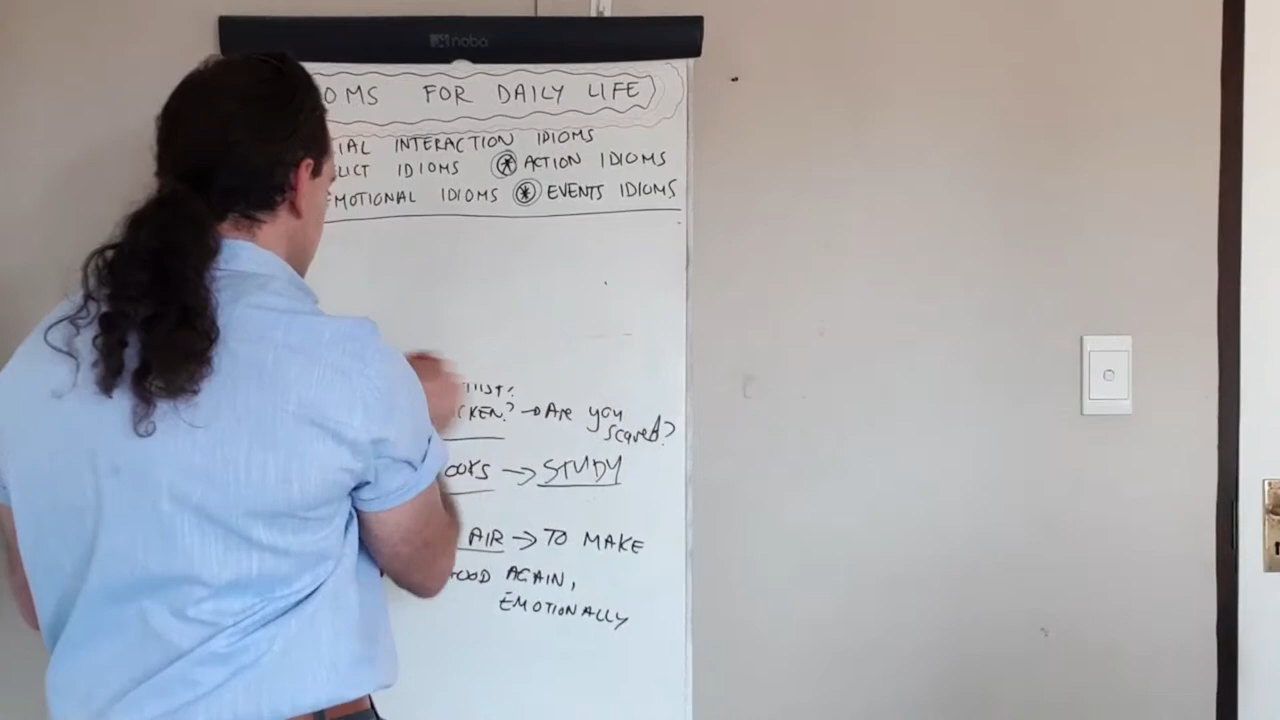 nobo
OMS FOR DAILY LIFE
IAL INTERACTION IDIOMS
LICT IDIOMS ACTION IDIOMS
EMOTIONAL IDIOMS EVENTS IDIOMS
CKEN? → Are you
scared?
OOKS → STUDY
AIR → TO MAKE
OOD AGAIN,
EMOTIONALLY